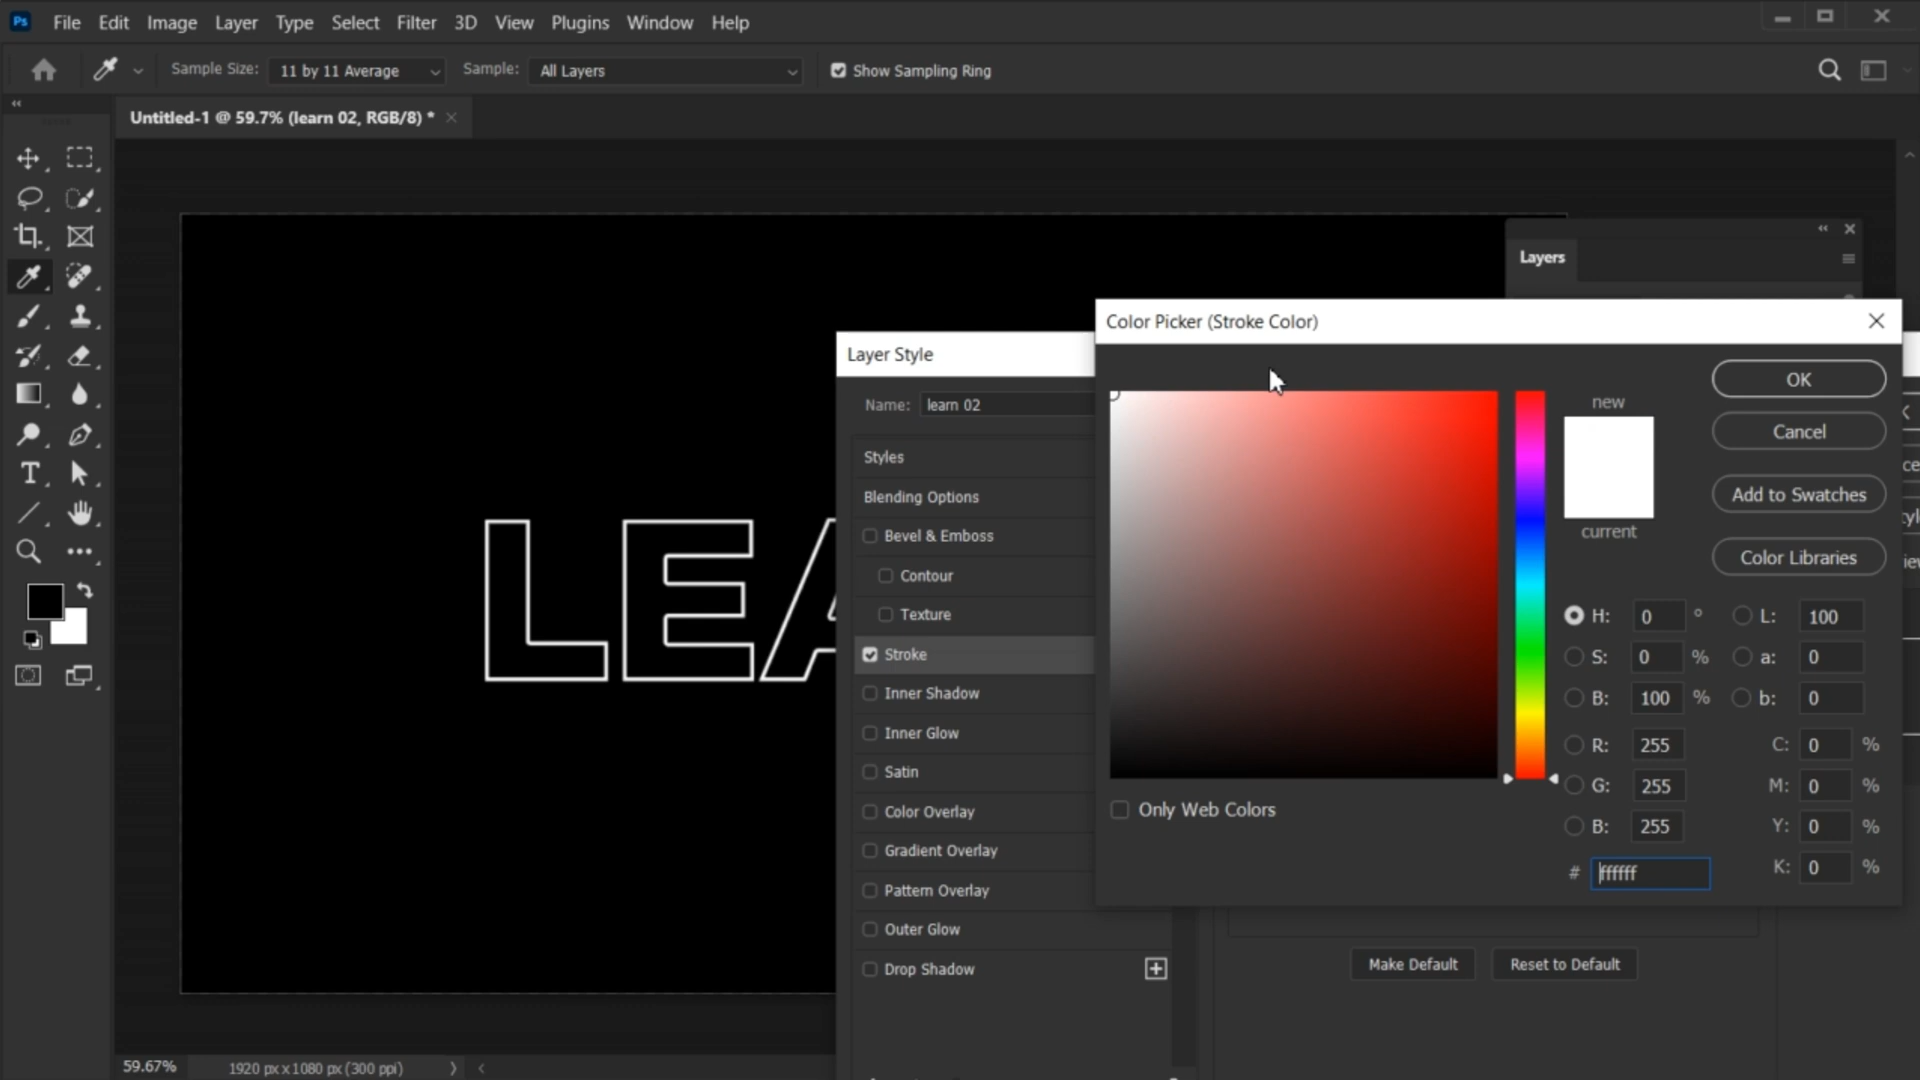 Ps File Edit Image Layer Type Select Filter 3D View Plugins Window Help
Sample Size: 11 by 11 Average Sample: All Layers Show Sampling Ring
Untitled-1 @ 59.7% (learn 02, RGB/8) *
Layers
Color Picker (Stroke Color)
Layer Style
Name: learn 02
Styles
Blending Options
Bevel & Emboss
Contour
Texture
Stroke
Inner Shadow
Inner Glow
Satin
Color Overlay
Gradient Overlay
Pattern Overlay
Outer Glow
Drop Shadow
LEA
new
current
OK
Cancel
Add to Swatches
Color Libraries
H: 0 ° L: 100
S: 0 % a: 0
B: 100 % b: 0
R: 255 C: 0 %
G: 255 M: 0 %
B: 255 Y: 0 %
# ffffff K: 0 %
Only Web Colors
Make Default Reset to Default
59.67% 1920 px x 1080 px (300 ppi)